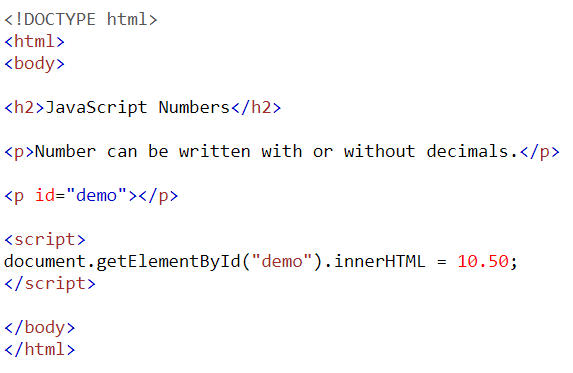 <!DOCTYPE html>
<html>
<body>
<h2>JavaScript Numbers</h2>
<p>Number can be written with or without decimals.</p>
<p id="demo"></p>
<script>
document.getElementById("demo").innerHTML = 10.50;
</script>
</body>
</html>